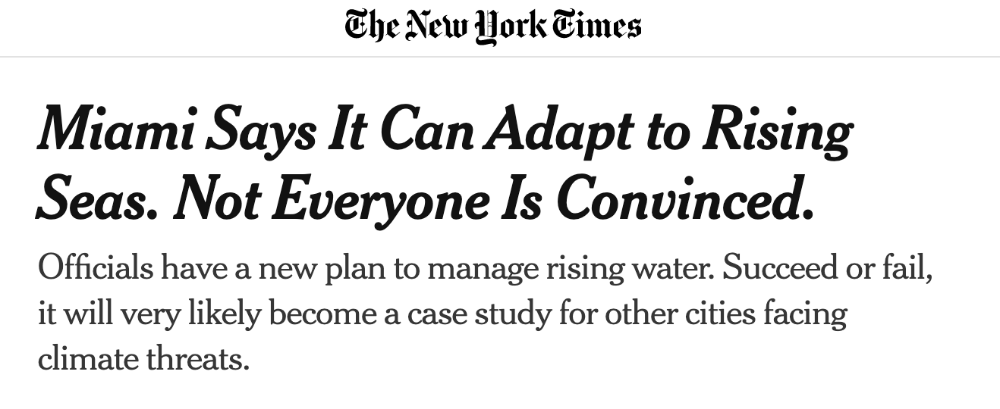 The New York Times
Miami Says It Can Adapt to Rising
Seas. Not Everyone Is Convinced.
Officials have a new plan to manage rising water. Succeed or fail,
it will very likely become a case study for other cities facing
climate threats.